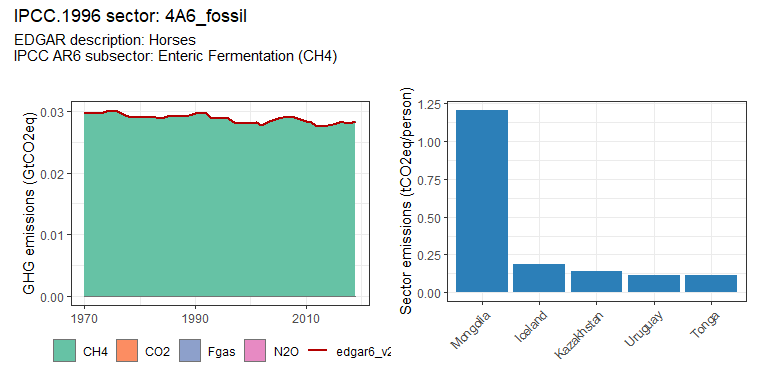 IPCC.1996 sector: 4A6_fossil
EDGAR description: Horses
IPCC AR6 subsector: Enteric Fermentation (CH4)
GHG emissions (GtCO2eq)
0.03
0.02
0.01
0.00
1970
1990
2010
CH4
CO2
Fgas
N2O
edgar6_v2
Sector emissions (tCO2eq/person)
1.25
1.00
0.75
0.50
0.25
0.00
Mongolia
Iceland
Kazakhstan
Uruguay
Tonga